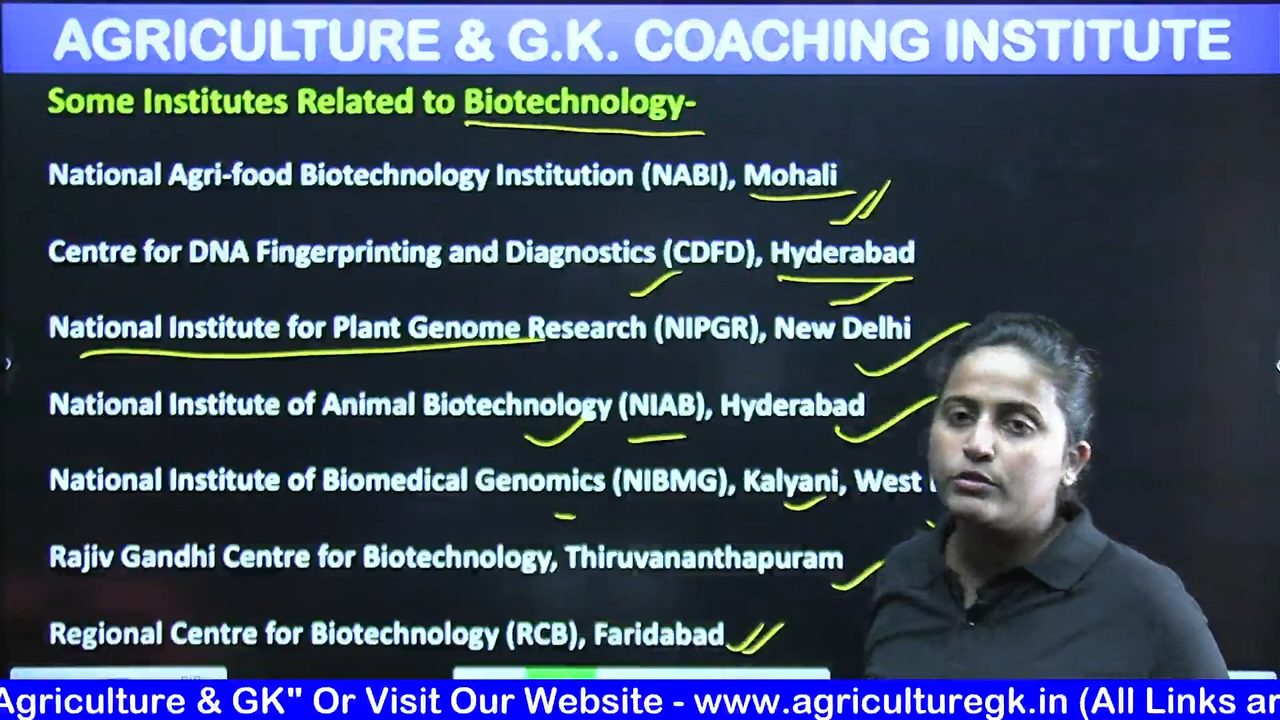 AGRICULTURE & G.K. COACHING INSTITUTE
Some Institutes Related to Biotechnology-
National Agri-food Biotechnology Institution (NABI), Mohali
Centre for DNA Fingerprinting and Diagnostics (CDFD), Hyderabad
National Institute for Plant Genome Research (NIPGR), New Delhi
National Institute of Animal Biotechnology (NIAB), Hyderabad
National Institute of Biomedical Genomics (NIBMG), Kalyani, West
Rajiv Gandhi Centre for Biotechnology, Thiruvananthapuram
Regional Centre for Biotechnology (RCB), Faridabad
Agriculture & GK" Or Visit Our Website - www.agriculturegk.in (All Links